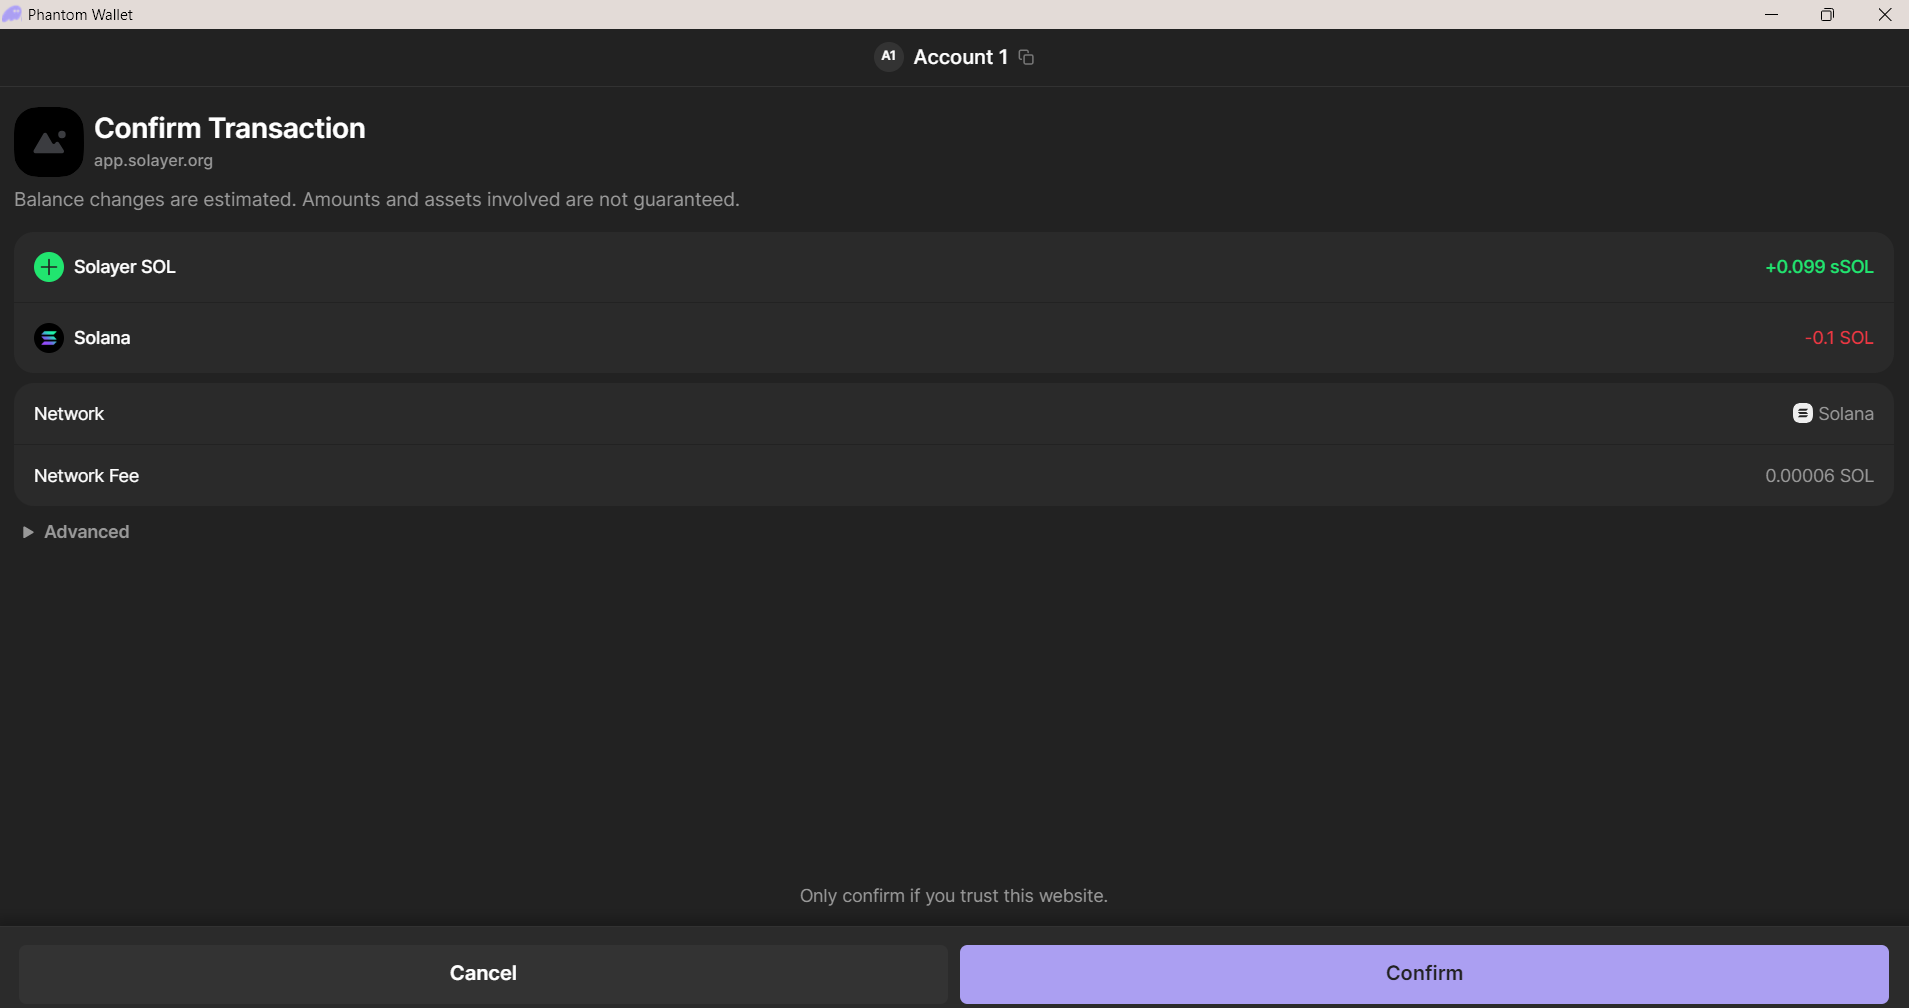 Phantom Wallet
A1 Account 1
Confirm Transaction
app.solayer.org
Balance changes are estimated. Amounts and assets involved are not guaranteed.
Solayer SOL +0.099 sSOL
Solana -0.1 SOL
Network Solana
Network Fee 0.00006 SOL
Advanced
Only confirm if you trust this website.
Cancel Confirm